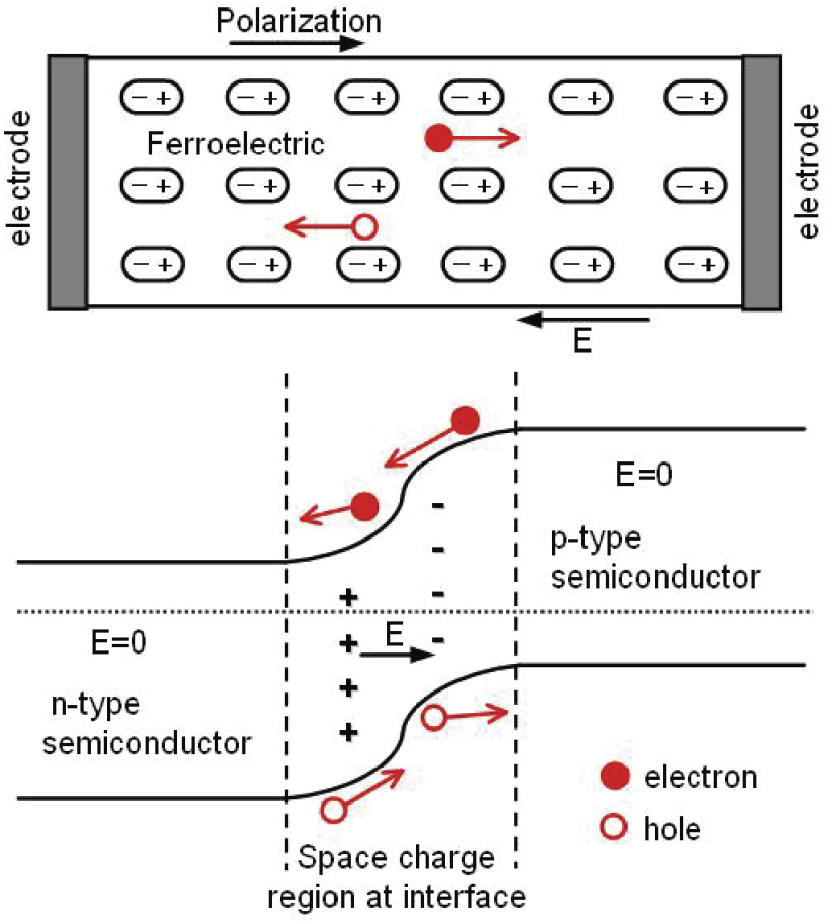 Polarization
electrode
- + - + - + - + - + - +
Ferroelectric
electrode
- + - + - + - + - + - +
- + - + - + - + - + - +
E
E=0
-
-
p-type
semiconductor
+ -
E=0
+ E -
n-type
semiconductor
+
+
electron
hole
Space charge
region at interface